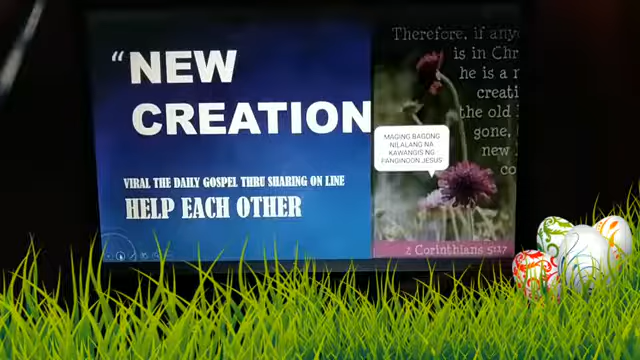 “NEW
CREATION
VIRAL THE DAILY GOSPEL THRU SHARING ON LINE
HELP EACH OTHER
Therefore, if
is in
he is a
the old
gone,
new
MAGING BAGONG
NILALANG NA
KAWANGIS NG
PANGINOON JESUS
2 Corinthians 5:17